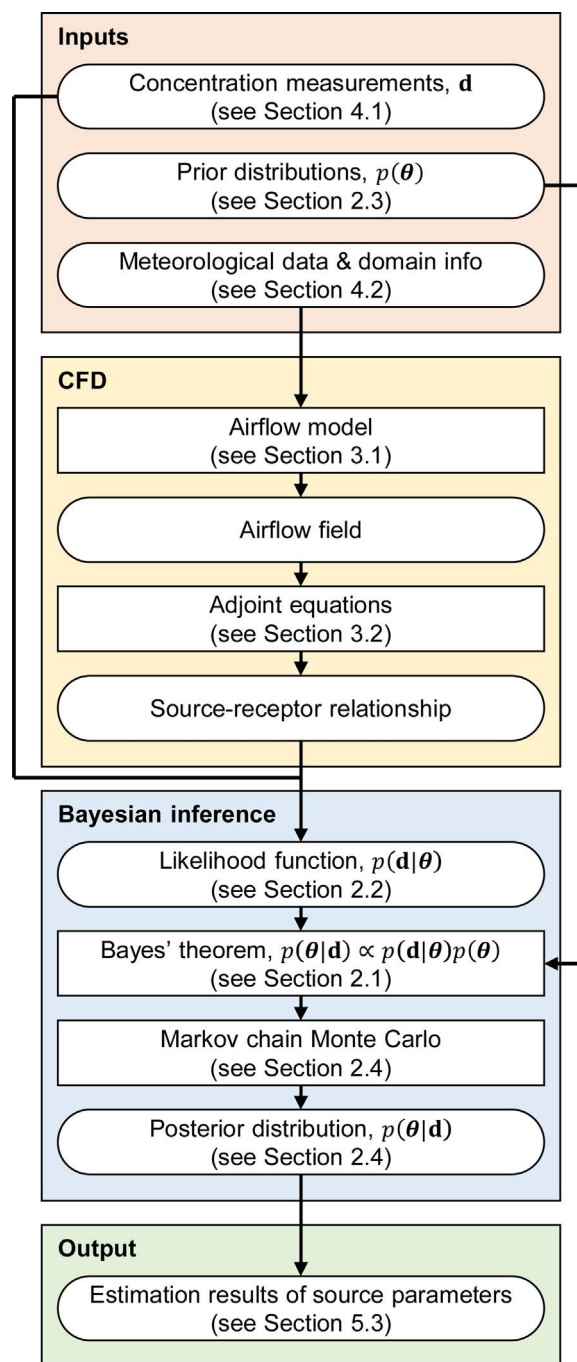 Inputs
Concentration measurements, d
(see Section 4.1)
Prior distributions, p(θ)
(see Section 2.3)
Meteorological data & domain info
(see Section 4.2)
CFD
Airflow model
(see Section 3.1)
Airflow field
Adjoint equations
(see Section 3.2)
Source-receptor relationship
Bayesian inference
Likelihood function, p(d|θ)
(see Section 2.2)
Bayes’ theorem, p(θ|d) ∝ p(d|θ)p(θ)
(see Section 2.1)
Markov chain Monte Carlo
(see Section 2.4)
Posterior distribution, p(θ|d)
(see Section 2.4)
Output
Estimation results of source parameters
(see Section 5.3)